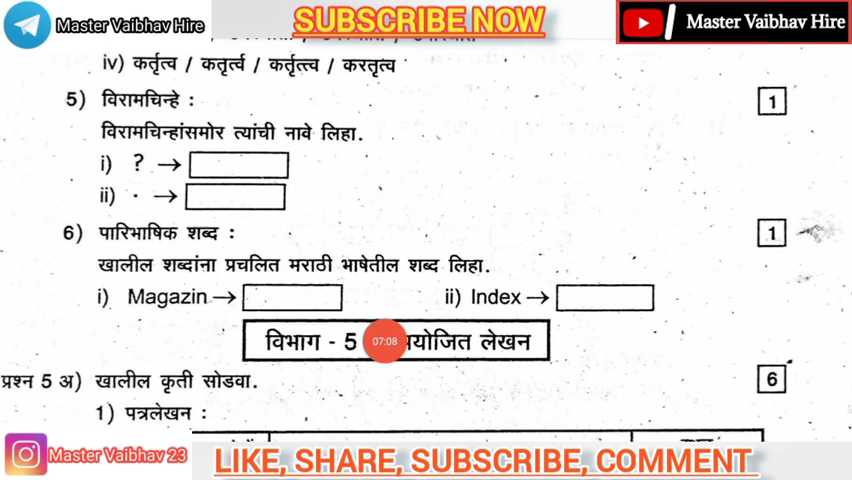 Master Vaibhav Hire
SUBSCRIBE NOW
Master Vaibhav Hire
iv) कर्तृत्व / कतृर्त्व / कर्तृत्त्व / करतृत्व
5) विरामचिन्हे :
1
विरामचिन्हांसमोर त्यांची नावे लिहा.
i) ? →
ii) · →
6) पारिभाषिक शब्द :
1
खालील शब्दांना प्रचलित मराठी भाषेतील शब्द लिहा.
i) Magazin → ii) Index →
विभाग - 5 लेखन
07:08
प्रश्न 5 अ) खालील कृती सोडवा.
6
1) पत्रलेखन :
Master Vaibhav 23
LIKE, SHARE, SUBSCRIBE, COMMENT